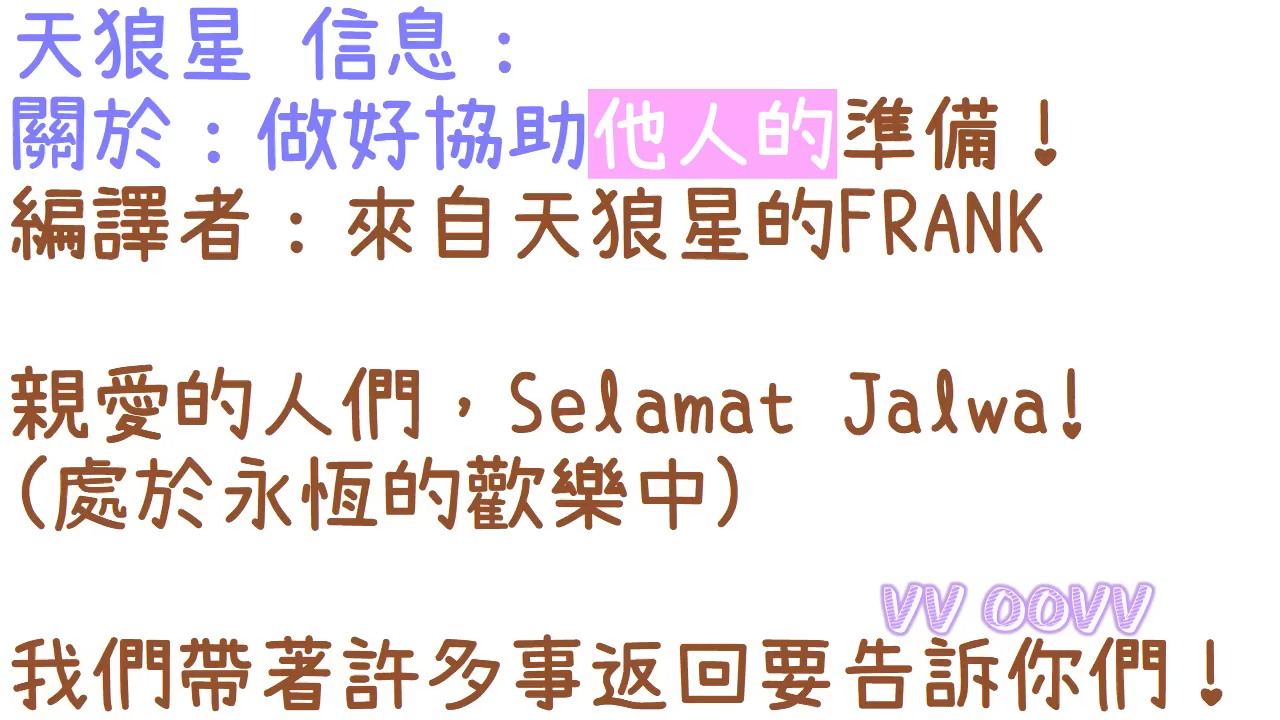 天狼星 信息：
關於：做好協助他人的準備！
編譯者：來自天狼星的FRANK
親愛的人們，Selamat Jalwa!
(處於永恆的歡樂中)
VV OOVV
我們帶著許多事返回要告訴你們！